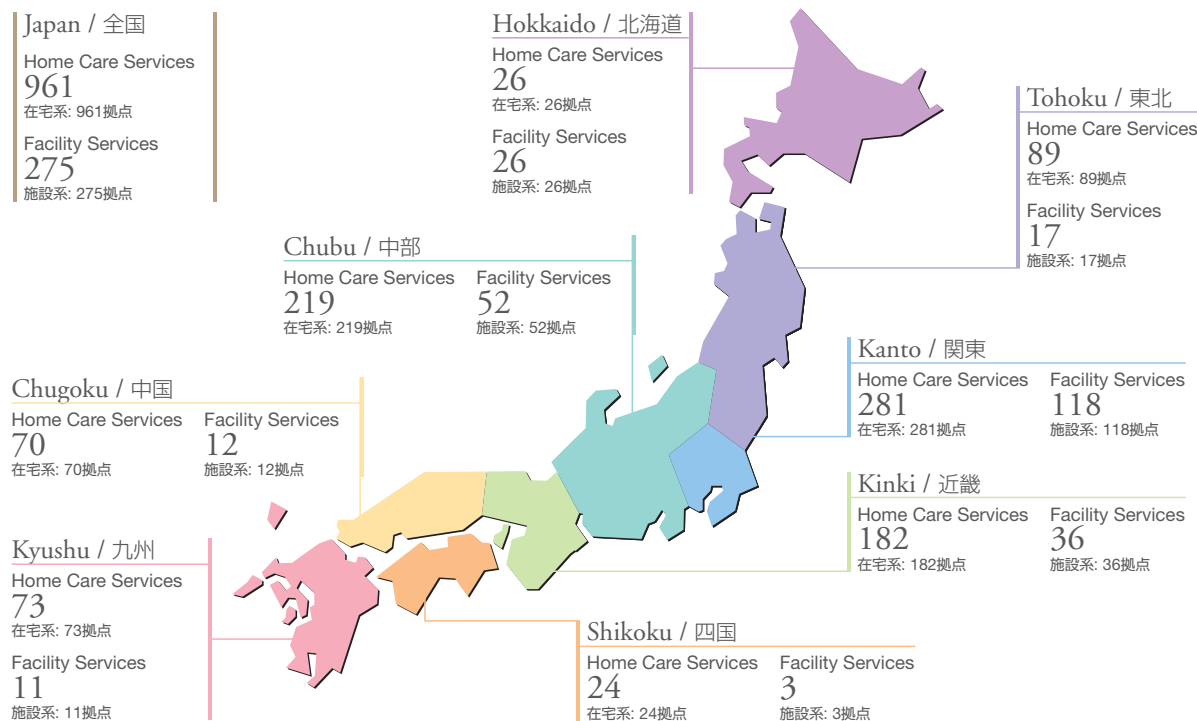 Japan / 全国
Home Care Services
961
在宅系: 961拠点
Facility Services
275
施設系: 275拠点
Hokkaido / 北海道
Home Care Services
26
在宅系: 26拠点
Facility Services
26
施設系: 26拠点
Tohoku / 東北
Home Care Services
89
在宅系: 89拠点
Facility Services
17
施設系: 17拠点
Chubu / 中部
Home Care Services
219
在宅系: 219拠点
Facility Services
52
施設系: 52拠点
Kanto / 関東
Home Care Services
281
在宅系: 281拠点
Facility Services
118
施設系: 118拠点
Chugoku / 中国
Home Care Services
70
在宅系: 70拠点
Facility Services
12
施設系: 12拠点
Kinki / 近畿
Home Care Services
182
在宅系: 182拠点
Facility Services
36
施設系: 36拠点
Kyushu / 九州
Home Care Services
73
在宅系: 73拠点
Facility Services
11
施設系: 11拠点
Shikoku / 四国
Home Care Services
24
在宅系: 24拠点
Facility Services
3
施設系: 3拠点